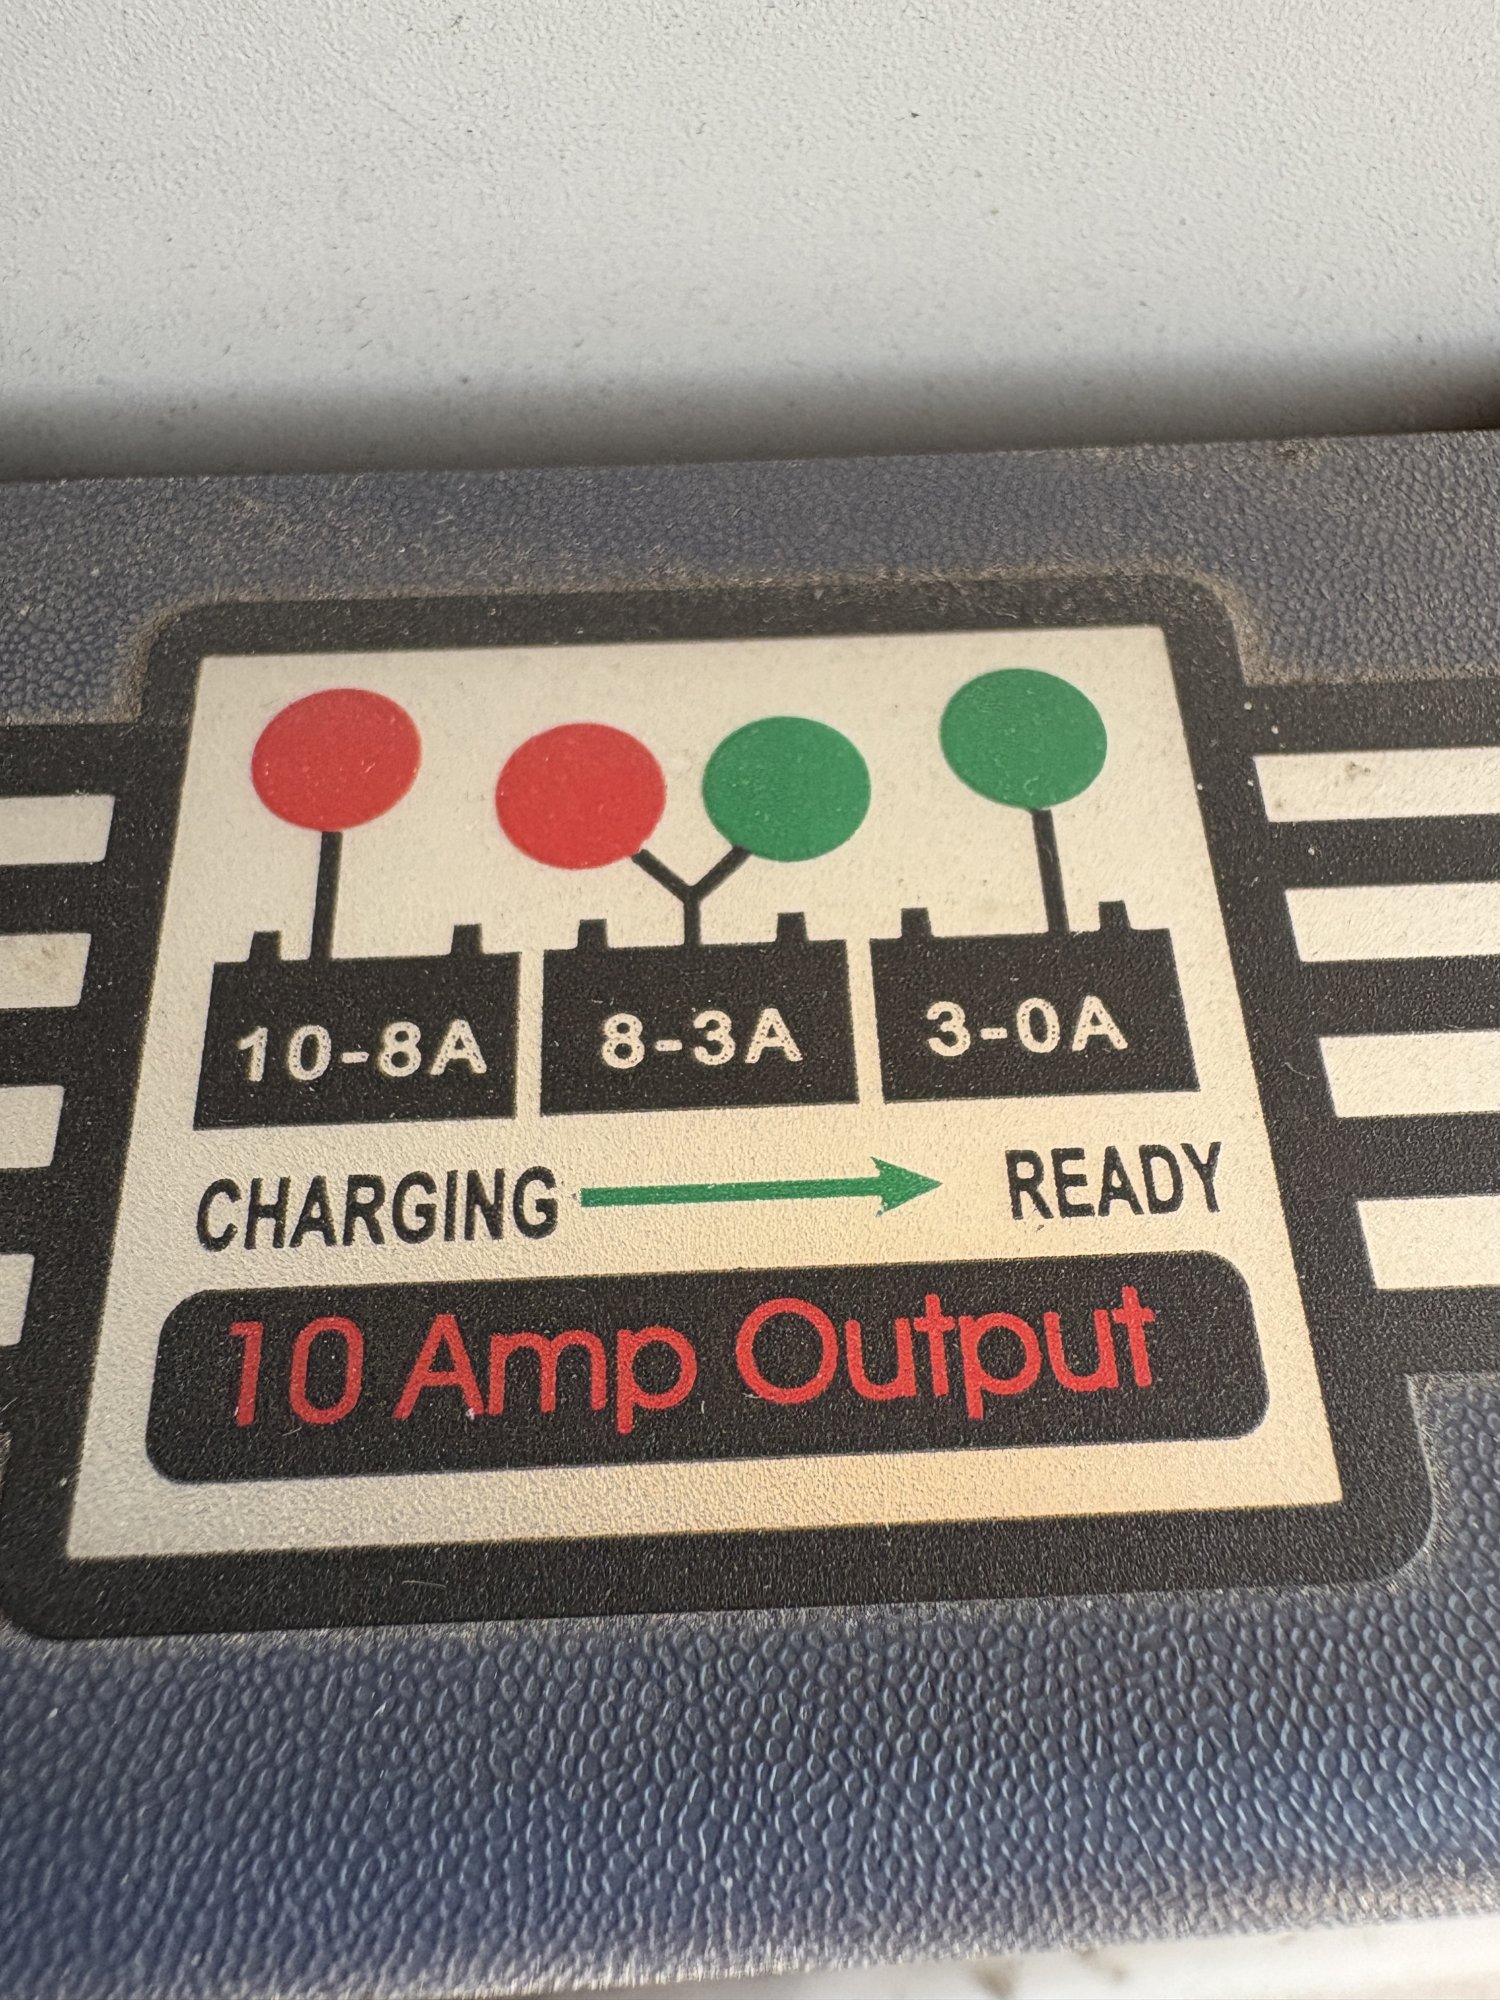 10-8A 8-3A 3-0A
CHARGING READY
10 Amp Output